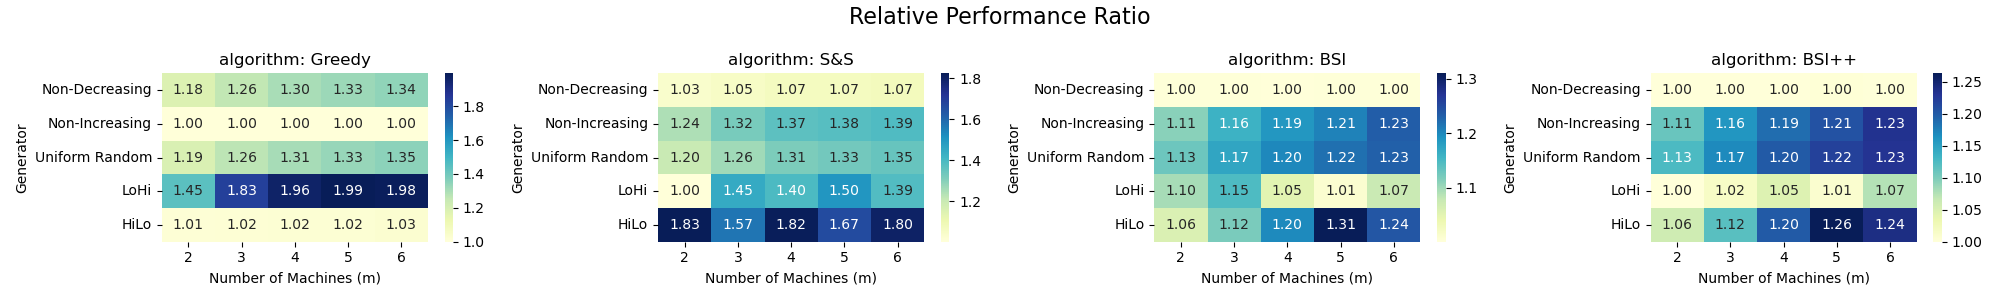 Relative Performance Ratio
algorithm: Greedy
Generator
Non-Decreasing 1.18 1.26 1.30 1.33 1.34
Non-Increasing 1.00 1.00 1.00 1.00 1.00
Uniform Random 1.19 1.26 1.31 1.33 1.35
LoHi 1.45 1.83 1.96 1.99 1.98
HiLo 1.01 1.02 1.02 1.02 1.03
2 3 4 5 6
Number of Machines (m)
1.8
1.6
1.4
1.2
1.0
algorithm: S&S
Generator
Non-Decreasing 1.03 1.05 1.07 1.07 1.07
Non-Increasing 1.24 1.32 1.37 1.38 1.39
Uniform Random 1.20 1.26 1.31 1.33 1.35
LoHi 1.00 1.45 1.40 1.50 1.39
HiLo 1.83 1.57 1.82 1.67 1.80
2 3 4 5 6
Number of Machines (m)
1.8
1.6
1.4
1.2
algorithm: BSI
Generator
Non-Decreasing 1.00 1.00 1.00 1.00 1.00
Non-Increasing 1.11 1.16 1.19 1.21 1.23
Uniform Random 1.13 1.17 1.20 1.22 1.23
LoHi 1.10 1.15 1.05 1.01 1.07
HiLo 1.06 1.12 1.20 1.31 1.24
2 3 4 5 6
Number of Machines (m)
1.3
1.2
1.1
algorithm: BSI++
Generator
Non-Decreasing 1.00 1.00 1.00 1.00 1.00
Non-Increasing 1.11 1.16 1.19 1.21 1.23
Uniform Random 1.13 1.17 1.20 1.22 1.23
LoHi 1.00 1.02 1.05 1.01 1.07
HiLo 1.06 1.12 1.20 1.26 1.24
2 3 4 5 6
Number of Machines (m)
1.25
1.20
1.15
1.10
1.05
1.00